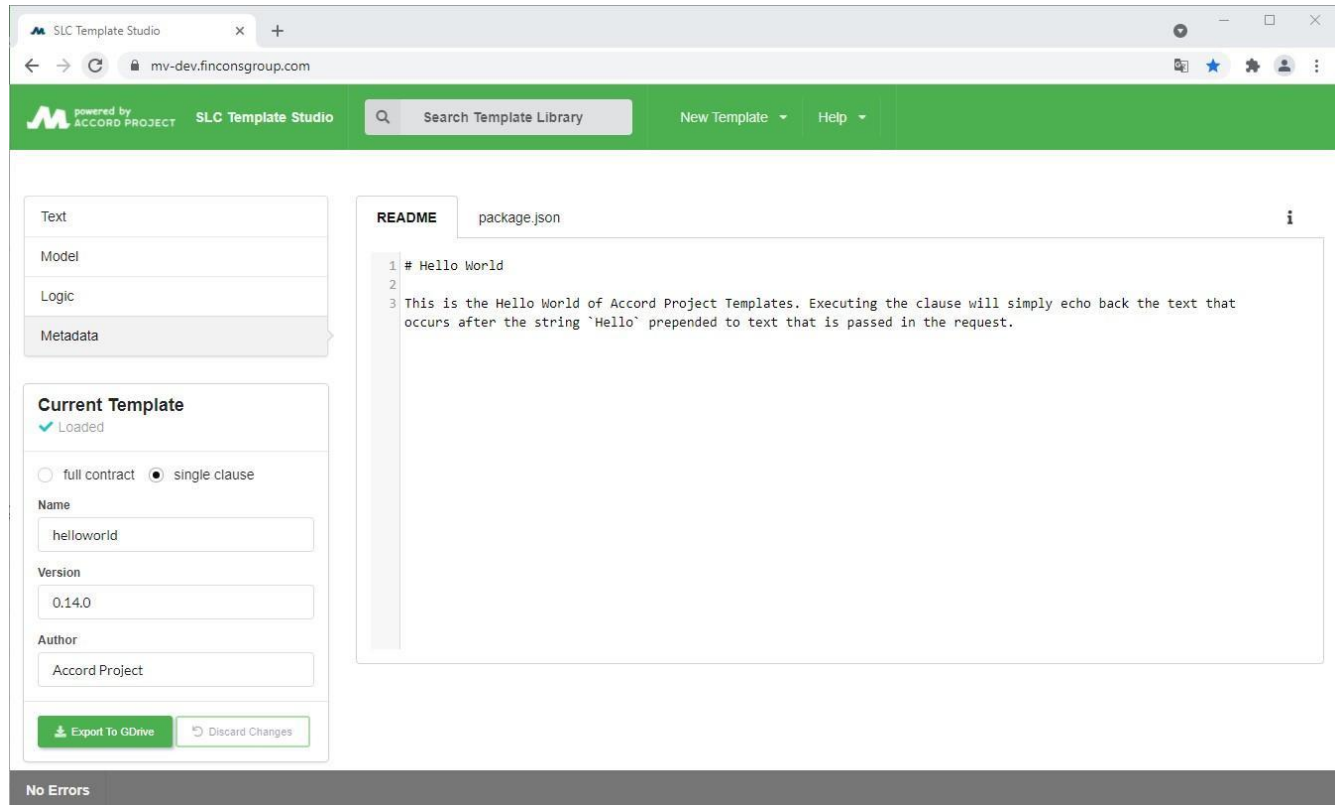 SLC Template Studio
mv-dev.finconsgroup.com
powered by
ACCORD PROJECT
SLC Template Studio
Search Template Library
New Template
Help
Text
Model
Logic
Metadata
Current Template
Loaded
full contract
single clause
Name
helloworld
Version
0.14.0
Author
Accord Project
Export To GDrive
Discard Changes
README
package.json
i
1 # Hello World
2
3 This is the Hello World of Accord Project Templates. Executing the clause will simply echo back the text that
occurs after the string `Hello` prepended to text that is passed in the request.
No Errors